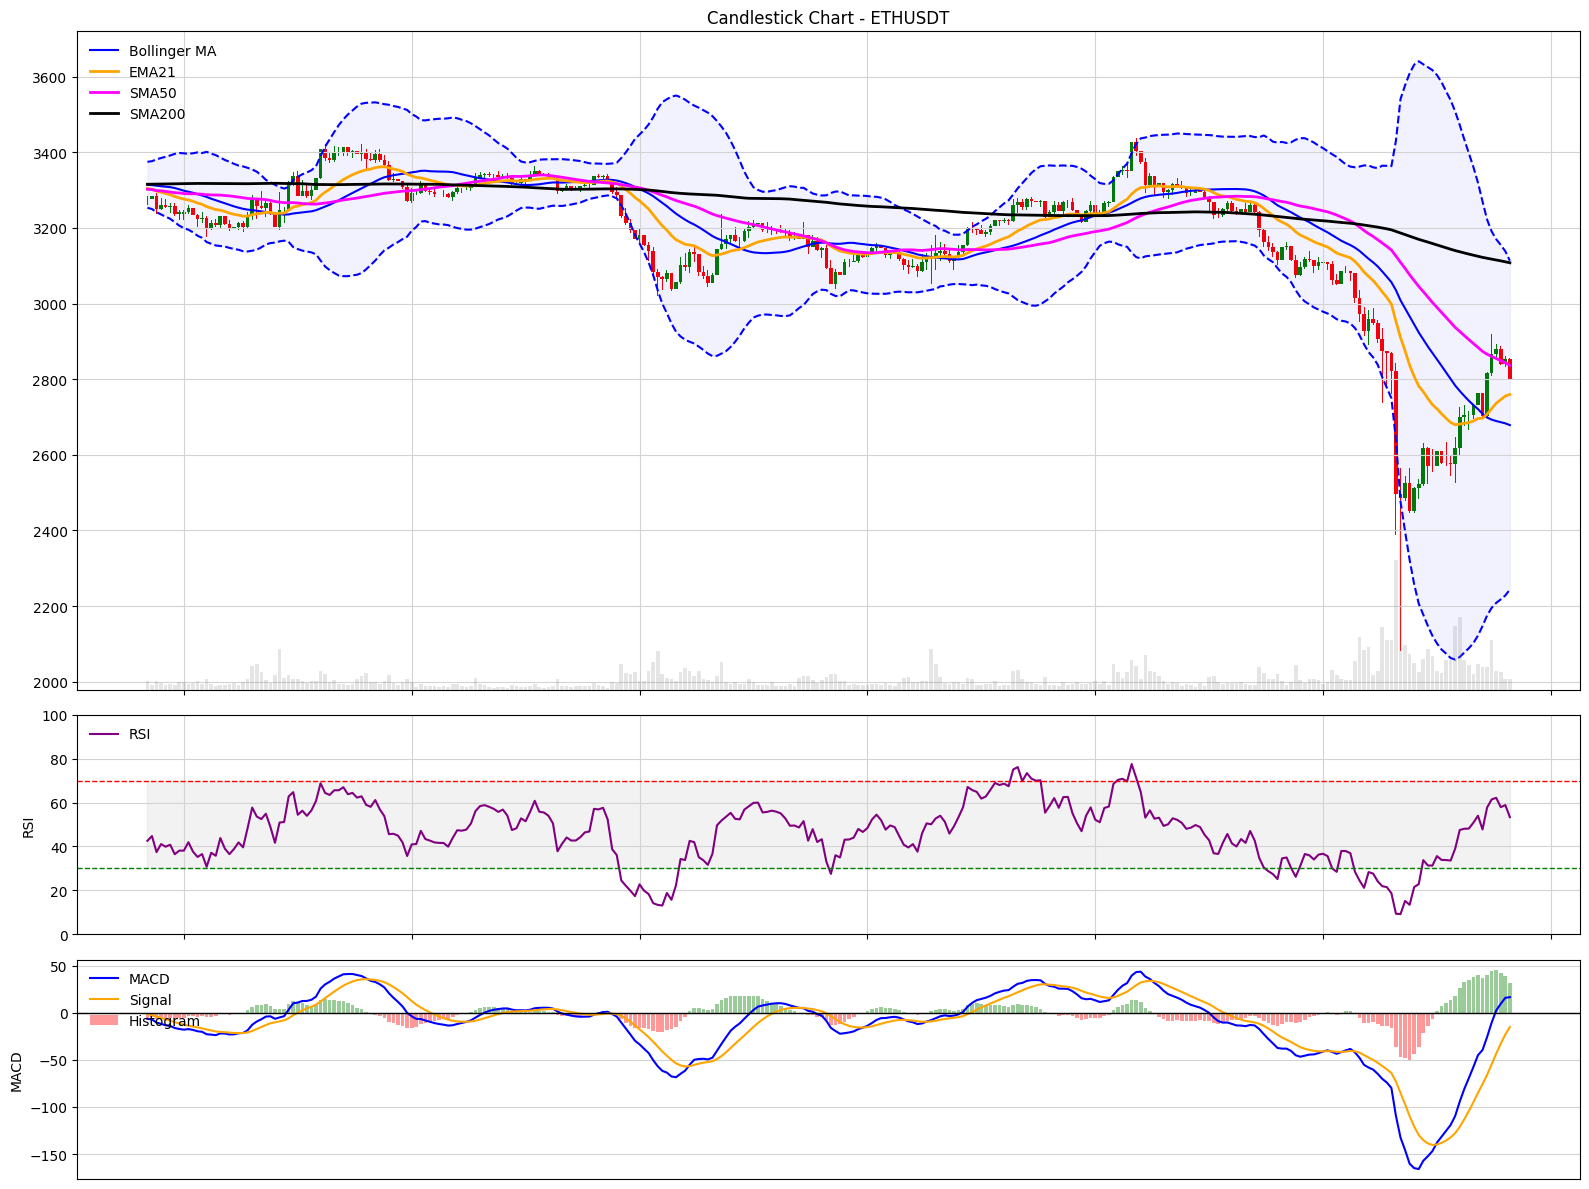 Candlestick Chart - ETHUSDT
Bollinger MA
EMA21
SMA50
SMA200
3600
3400
3200
3000
2800
2600
2400
2200
2000
RSI
100
80
60
40
20
0
RSI
MACD
Signal
Histogram
50
0
−50
−100
−150
MACD